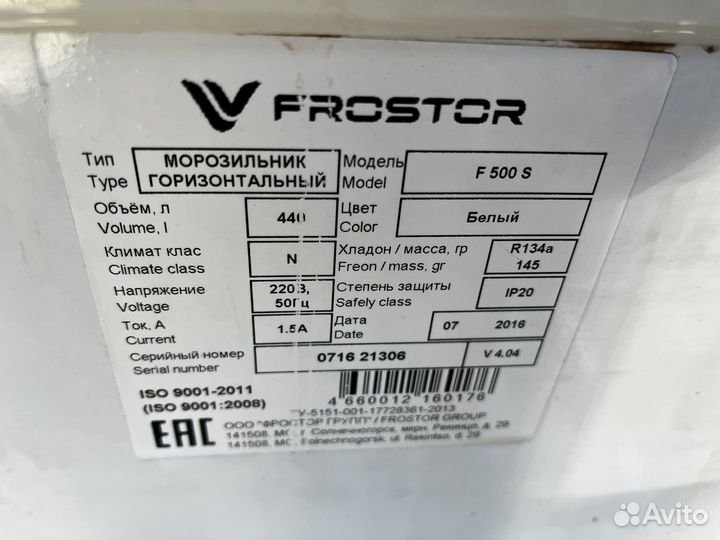 FROSTOR
Тип МОРОЗИЛЬНИК Модель F 500 S
Type ГОРИЗОНТАЛЬНЫЙ Model
Объём, л 440 Цвет Белый
Volume, l Color
Климат клас N Хладон / масса, гр R134a
Climate class Freon / mass, gr 145
Напряжение 220В, Степень защиты IP20
Voltage 50Гц Safely class
Ток, А 1.5А Дата 07 2016
Current Date
Серийный номер 0716 21306 V 4.04
Serial number
ISO 9001-2011
(ISO 9001:2008) 4 660012 160176
ТУ-5151-001-17728361-2013
EAC ООО "ФРОСТОР ГРУПП" / FROSTOR GROUP
141508, МО, г. Солнечногорск, мкрн. Рекинцо, д. 29
141508, MO, Solnechnogorsk, ul. Rekintso, d. 29
Avito